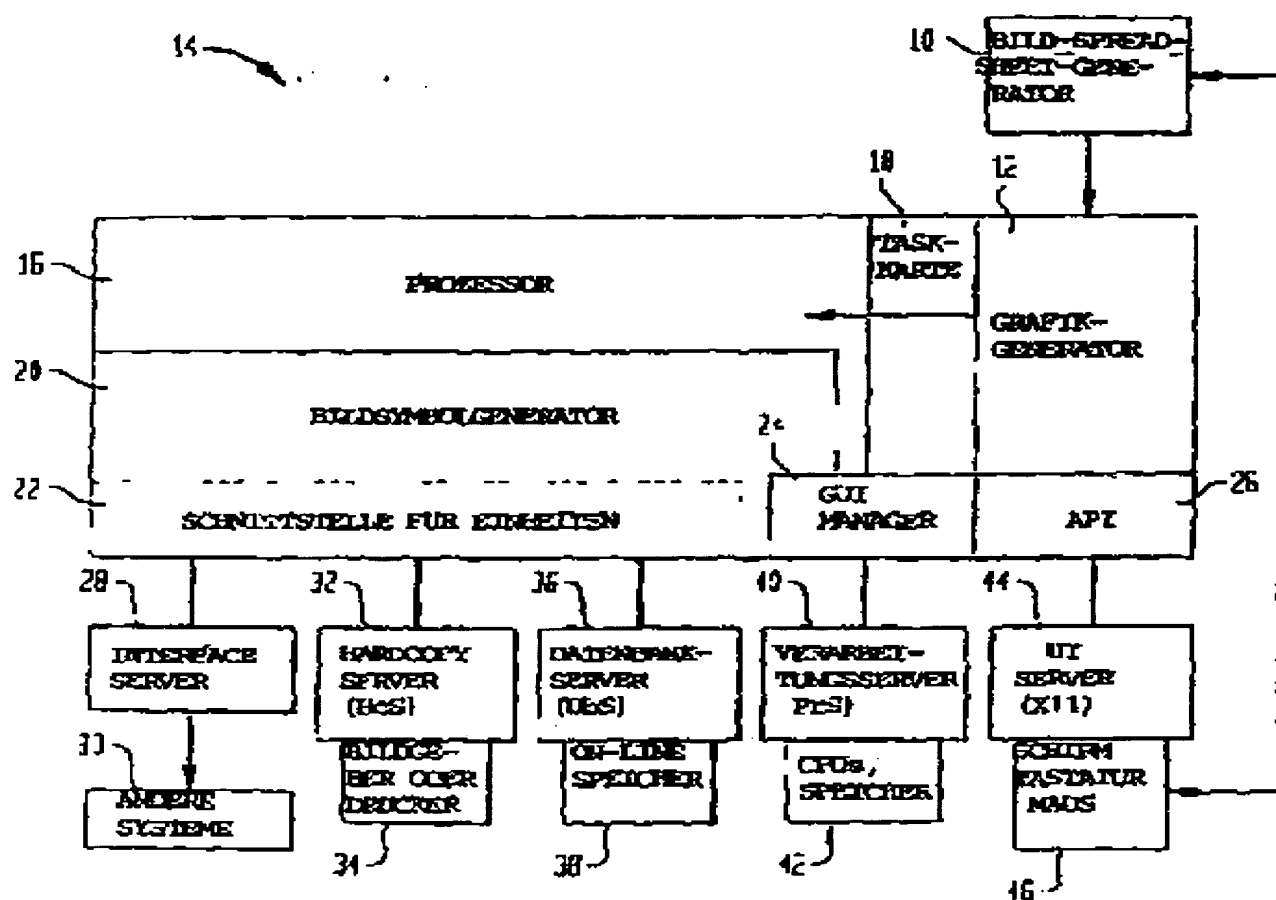 14
10
BILD-SPREAD-
SHEET-GENE-
RATOR
18
12
16
PROZESSOR
TASK-
KARTE
GRAFIK-
GENERATOR
20
BILDSYMBOLGENERATOR
24
22
SCHNITTSTELLE FÜR EINHEITEN
GUI
MANAGER
API
26
28
32
36
40
44
INTERFACE
SERVER
HARDCOPY
SERVER
(HcS)
DATENBANK-
SERVER
(DbS)
VERARBEI-
TUNGSSERVER
PrS)
UI
SERVER
(X11)
30
ANDERE
SYSTEME
BILDGE-
BER ODER
DRUCKER
ON-LINE
SPEICHER
CPUs,
SPEICHER
SCHIRM
TASTATUR
MAUS
34
38
42
46